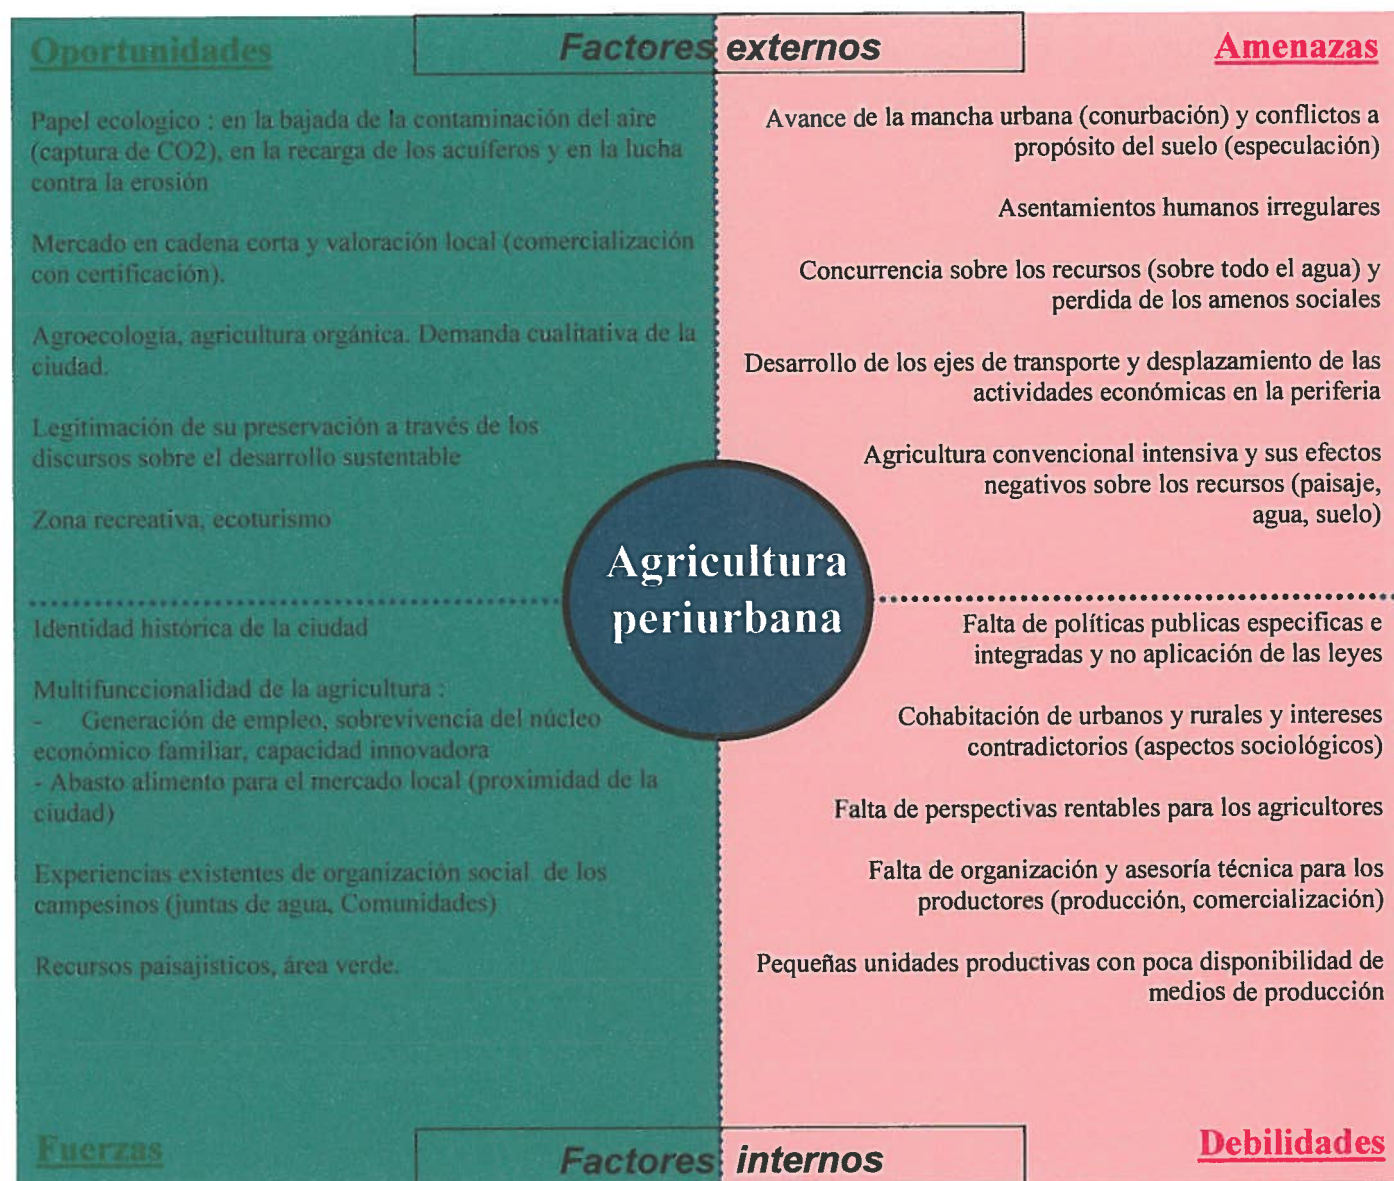 Factores externos
Oportunidades
Papel ecologico : en la bajada de la contaminación del aire
(captura de CO2), en la recarga de los acuíferos y en la lucha
contra la erosión
Mercado en cadena corta y valoración local (comercialización
con certificación).
Agroecología, agricultura orgánica. Demanda cualitativa de la
ciudad.
Legitimación de su preservación a través de los
discursos sobre el desarrollo sustentable
Zona recreativa, ecoturismo
Amenazas
Avance de la mancha urbana (conurbación) y conflictos a
propósito del suelo (especulación)
Asentamientos humanos irregulares
Concurrencia sobre los recursos (sobre todo el agua) y
perdida de los amenos sociales
Desarrollo de los ejes de transporte y desplazamiento de las
actividades económicas en la periferia
Agricultura convencional intensiva y sus efectos
negativos sobre los recursos (paisaje,
agua, suelo)
Agricultura
periurbana
Identidad histórica de la ciudad
Multifunccionalidad de la agricultura :
- Generación de empleo, sobrevivencia del núcleo
económico familiar, capacidad innovadora
- Abasto alimento para el mercado local (proximidad de la
ciudad)
Experiencias existentes de organización social de los
campesinos (juntas de agua, Comunidades)
Recursos paisajisticos, área verde.
Fuerzas
Falta de políticas publicas especificas e
integradas y no aplicación de las leyes
Cohabitación de urbanos y rurales y intereses
contradictorios (aspectos sociológicos)
Falta de perspectivas rentables para los agricultores
Falta de organización y asesoría técnica para los
productores (producción, comercialización)
Pequeñas unidades productivas con poca disponibilidad de
medios de producción
Debilidades
Factores internos